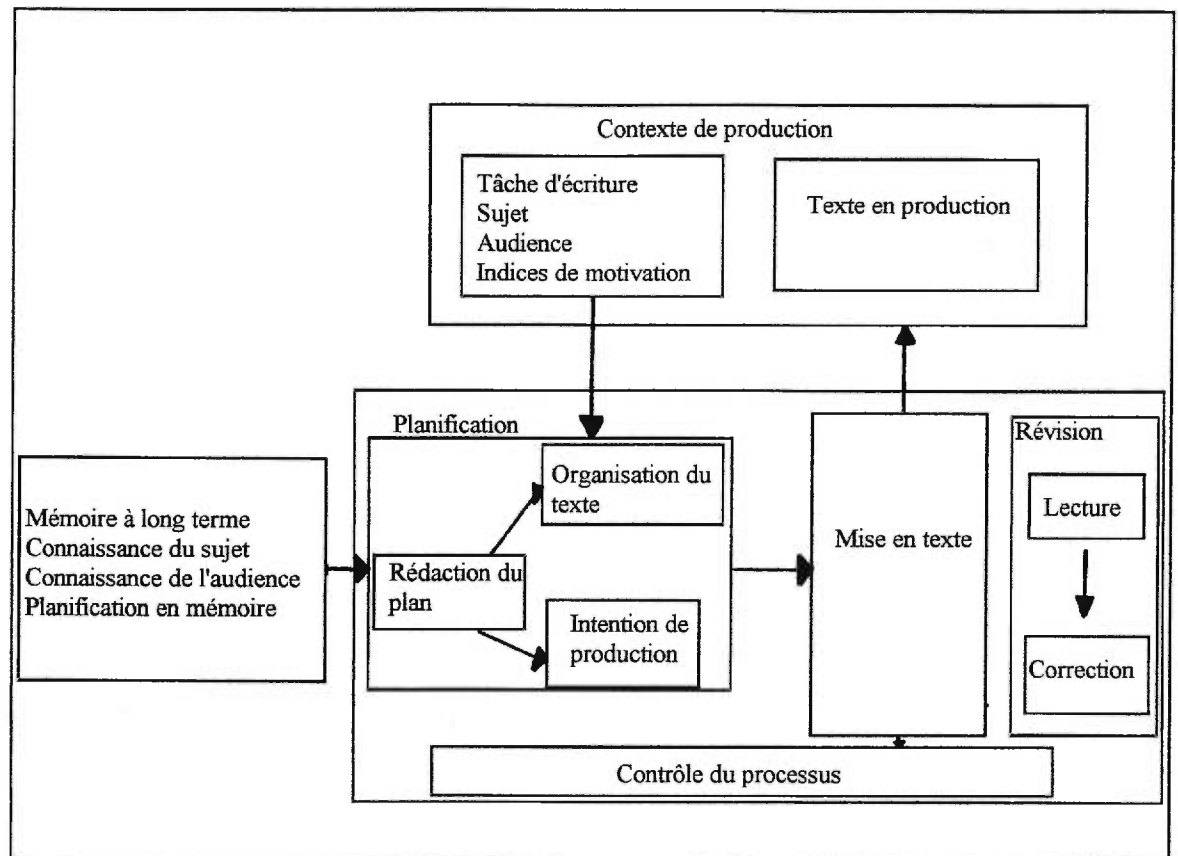 Contexte de production
Tâche d'écriture
Sujet
Audience
Indices de motivation
Texte en production
Planification
Organisation du
texte
Rédaction du
plan
Intention de
production
Mémoire à long terme
Connaissance du sujet
Connaissance de l'audience
Planification en mémoire
Mise en texte
Révision
Lecture
Correction
Contrôle du processus